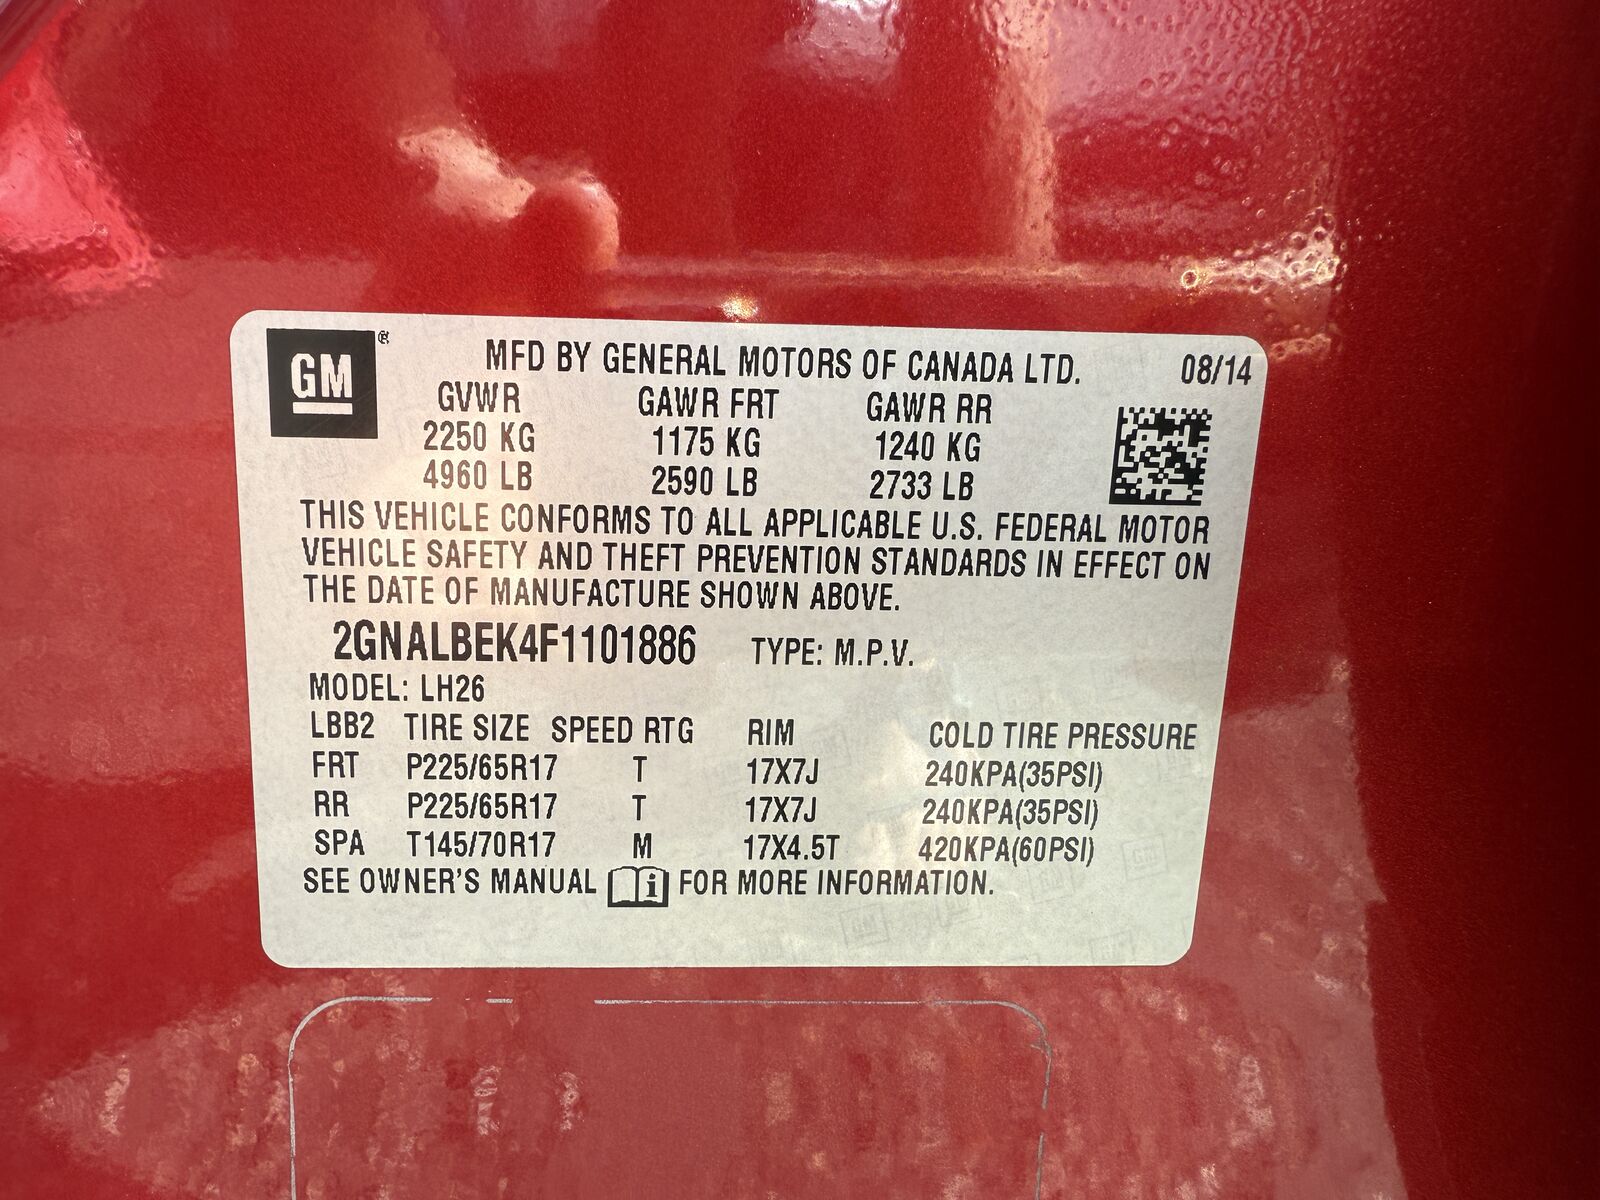 GM ®
MFD BY GENERAL MOTORS OF CANADA LTD. 08/14
GVWR GAWR FRT GAWR RR
2250 KG 1175 KG 1240 KG
4960 LB 2590 LB 2733 LB
THIS VEHICLE CONFORMS TO ALL APPLICABLE U.S. FEDERAL MOTOR
VEHICLE SAFETY AND THEFT PREVENTION STANDARDS IN EFFECT ON
THE DATE OF MANUFACTURE SHOWN ABOVE.
2GNALBEK4F1101886 TYPE: M.P.V.
MODEL: LH26
LBB2 TIRE SIZE SPEED RTG RIM COLD TIRE PRESSURE
FRT P225/65R17 T 17X7J 240KPA(35PSI)
RR P225/65R17 T 17X7J 240KPA(35PSI)
SPA T145/70R17 M 17X4.5T 420KPA(60PSI)
SEE OWNER'S MANUAL i FOR MORE INFORMATION.